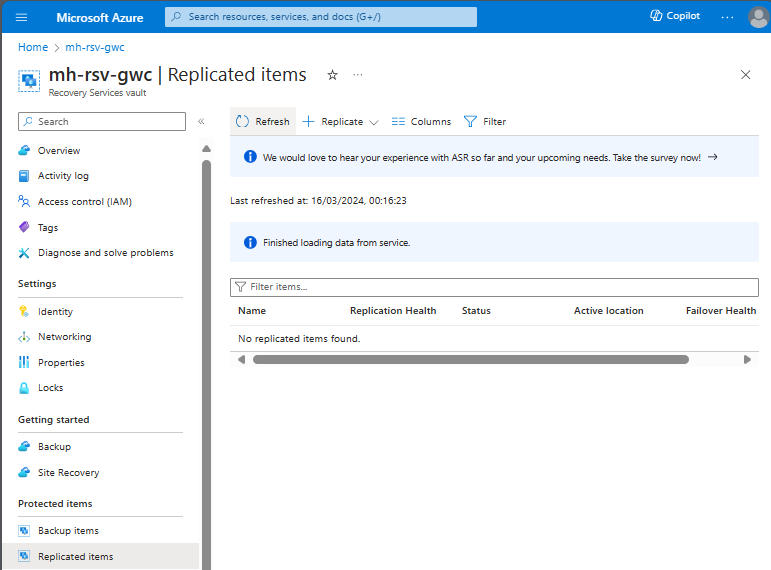 Microsoft Azure
Search resources, services, and docs (G+/)
Copilot
...
Home > mh-rsv-gwc
mh-rsv-gwc | Replicated items
...
Recovery Services vault
Search
«
Overview
Activity log
Access control (IAM)
Tags
Diagnose and solve problems
Settings
Identity
Networking
Properties
Locks
Getting started
Backup
Site Recovery
Protected items
Backup items
Replicated items
Refresh
Replicate
Columns
Filter
We would love to hear your experience with ASR so far and your upcoming needs. Take the survey now! →
Last refreshed at: 16/03/2024, 00:16:23
Finished loading data from service.
Filter items...
Name Replication Health Status Active location Failover Health
No replicated items found.